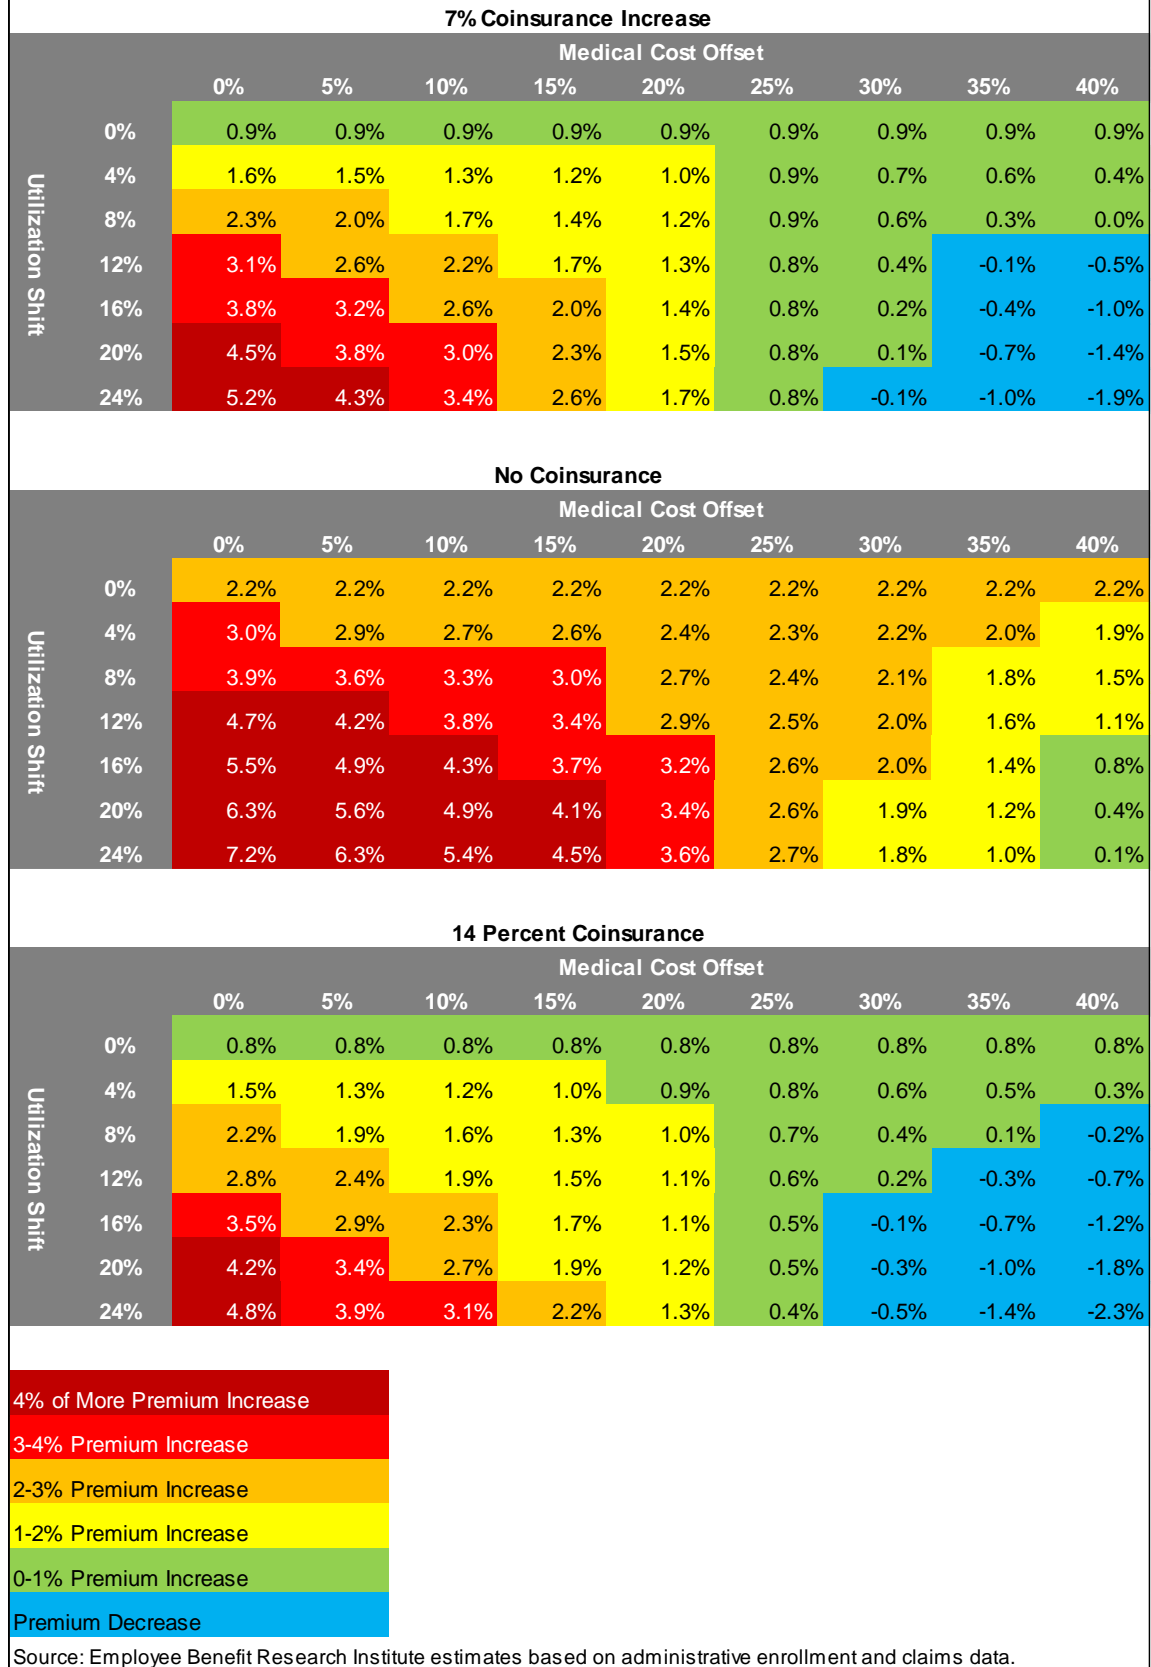 7% Coinsurance Increase
Medical Cost Offset
0% 5% 10% 15% 20% 25% 30% 35% 40%
Utilization Shift
0% 0.9% 0.9% 0.9% 0.9% 0.9% 0.9% 0.9% 0.9% 0.9%
4% 1.6% 1.5% 1.3% 1.2% 1.0% 0.9% 0.7% 0.6% 0.4%
8% 2.3% 2.0% 1.7% 1.4% 1.2% 0.9% 0.6% 0.3% 0.0%
12% 3.1% 2.6% 2.2% 1.7% 1.3% 0.8% 0.4% -0.1% -0.5%
16% 3.8% 3.2% 2.6% 2.0% 1.4% 0.8% 0.2% -0.4% -1.0%
20% 4.5% 3.8% 3.0% 2.3% 1.5% 0.8% 0.1% -0.7% -1.4%
24% 5.2% 4.3% 3.4% 2.6% 1.7% 0.8% -0.1% -1.0% -1.9%
No Coinsurance
Medical Cost Offset
0% 5% 10% 15% 20% 25% 30% 35% 40%
Utilization Shift
0% 2.2% 2.2% 2.2% 2.2% 2.2% 2.2% 2.2% 2.2% 2.2%
4% 3.0% 2.9% 2.7% 2.6% 2.4% 2.3% 2.2% 2.0% 1.9%
8% 3.9% 3.6% 3.3% 3.0% 2.7% 2.4% 2.1% 1.8% 1.5%
12% 4.7% 4.2% 3.8% 3.4% 2.9% 2.5% 2.0% 1.6% 1.1%
16% 5.5% 4.9% 4.3% 3.7% 3.2% 2.6% 2.0% 1.4% 0.8%
20% 6.3% 5.6% 4.9% 4.1% 3.4% 2.6% 1.9% 1.2% 0.4%
24% 7.2% 6.3% 5.4% 4.5% 3.6% 2.7% 1.8% 1.0% 0.1%
14 Percent Coinsurance
Medical Cost Offset
0% 5% 10% 15% 20% 25% 30% 35% 40%
Utilization Shift
0% 0.8% 0.8% 0.8% 0.8% 0.8% 0.8% 0.8% 0.8% 0.8%
4% 1.5% 1.3% 1.2% 1.0% 0.9% 0.8% 0.6% 0.5% 0.3%
8% 2.2% 1.9% 1.6% 1.3% 1.0% 0.7% 0.4% 0.1% -0.2%
12% 2.8% 2.4% 1.9% 1.5% 1.1% 0.6% 0.2% -0.3% -0.7%
16% 3.5% 2.9% 2.3% 1.7% 1.1% 0.5% -0.1% -0.7% -1.2%
20% 4.2% 3.4% 2.7% 1.9% 1.2% 0.5% -0.3% -1.0% -1.8%
24% 4.8% 3.9% 3.1% 2.2% 1.3% 0.4% -0.5% -1.4% -2.3%
4% of More Premium Increase
3-4% Premium Increase
2-3% Premium Increase
1-2% Premium Increase
0-1% Premium Increase
Premium Decrease
Source: Employee Benefit Research Institute estimates based on administrative enrollment and claims data.